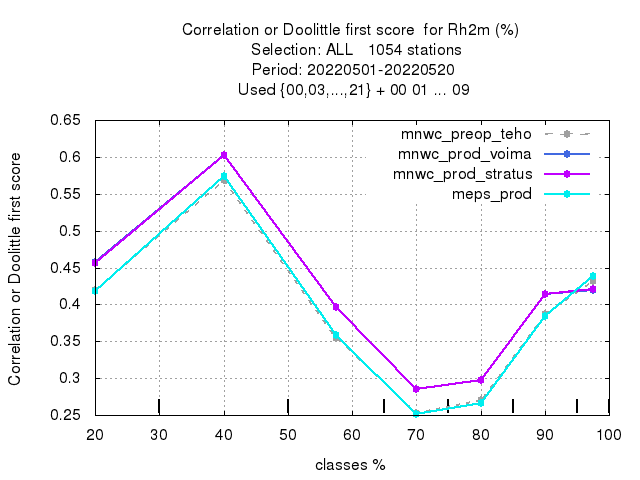 Correlation or Doolittle first score  for Rh2m (%)
Selection: ALL   1054 stations
Period: 20220501-20220520
Used {00,03,...,21} + 00 01 ... 09
mnwc_preop_teho
mnwc_prod_voima
mnwc_prod_stratus
meps_prod
Correlation or Doolittle first score
0.65
0.6
0.55
0.5
0.45
0.4
0.35
0.3
0.25
20 30 40 50 60 70 80 90 100
classes %